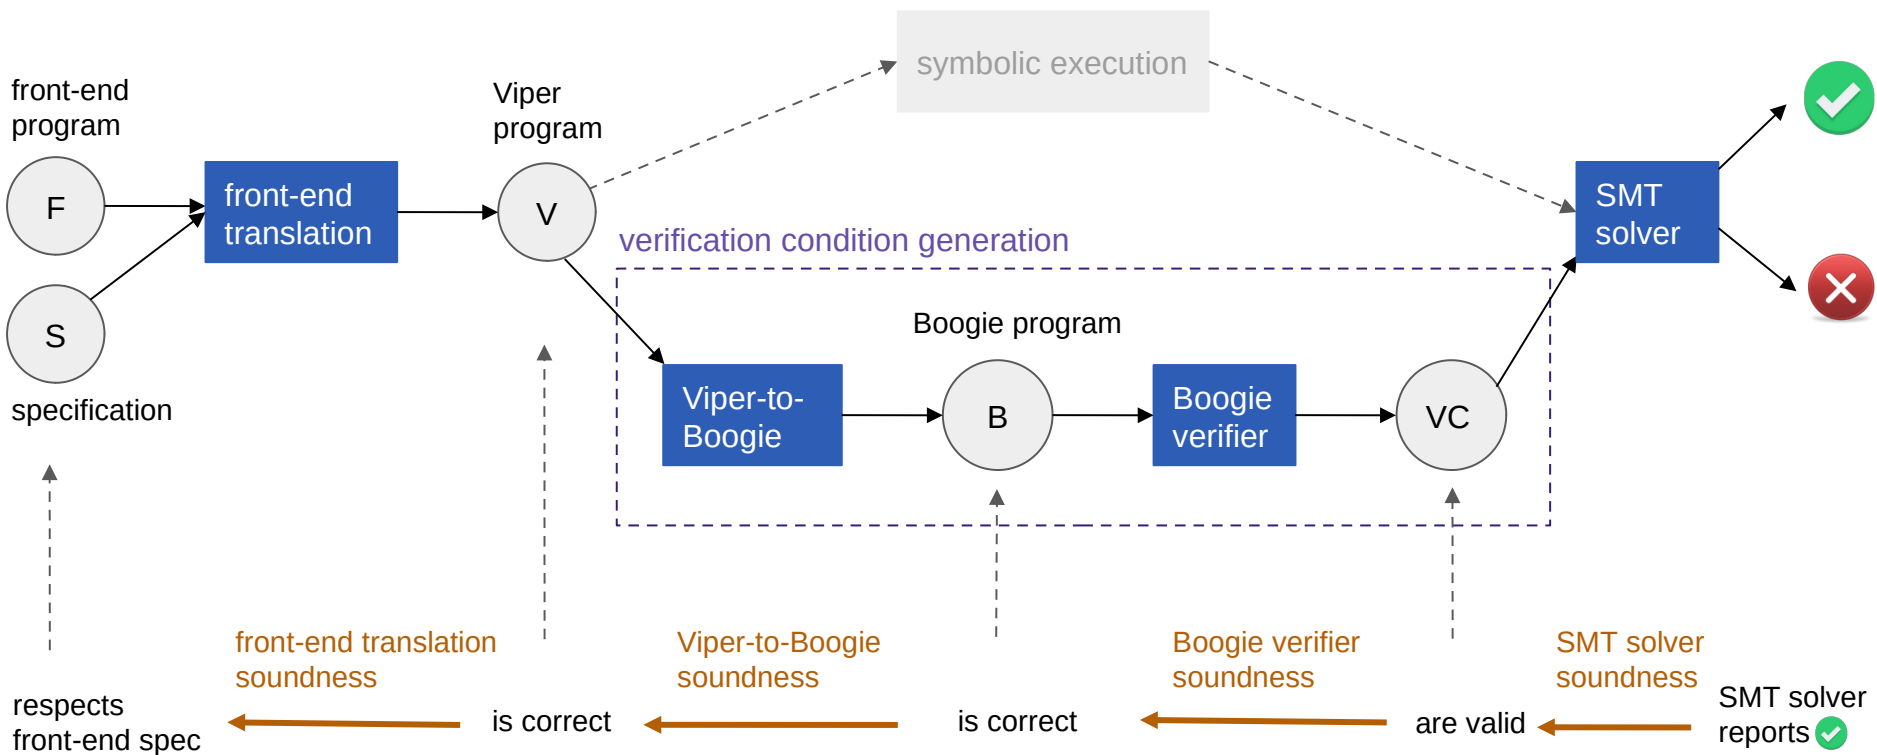 symbolic execution
front-end
program
Viper
program
F
front-end
translation
V
SMT
solver
verification condition generation
S
Boogie program
specification
Viper-to-
Boogie
B
Boogie
verifier
VC
front-end translation
soundness
Viper-to-Boogie
soundness
Boogie verifier
soundness
SMT solver
soundness
respects
front-end spec
is correct
is correct
are valid
SMT solver
reports